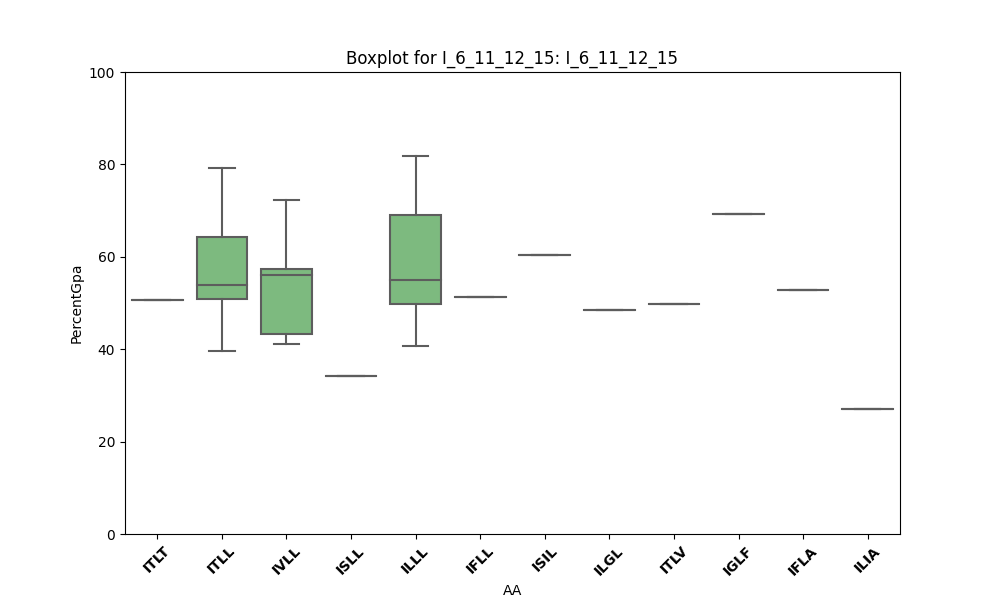 Boxplot for I_6_11_12_15: I_6_11_12_15
PercentGpa
100
80
60
40
20
0
ITLT ITLL IVLL ISLL ILLL IFLL ISIL ILGL ITLV IGLF IFLA ILIA
AA